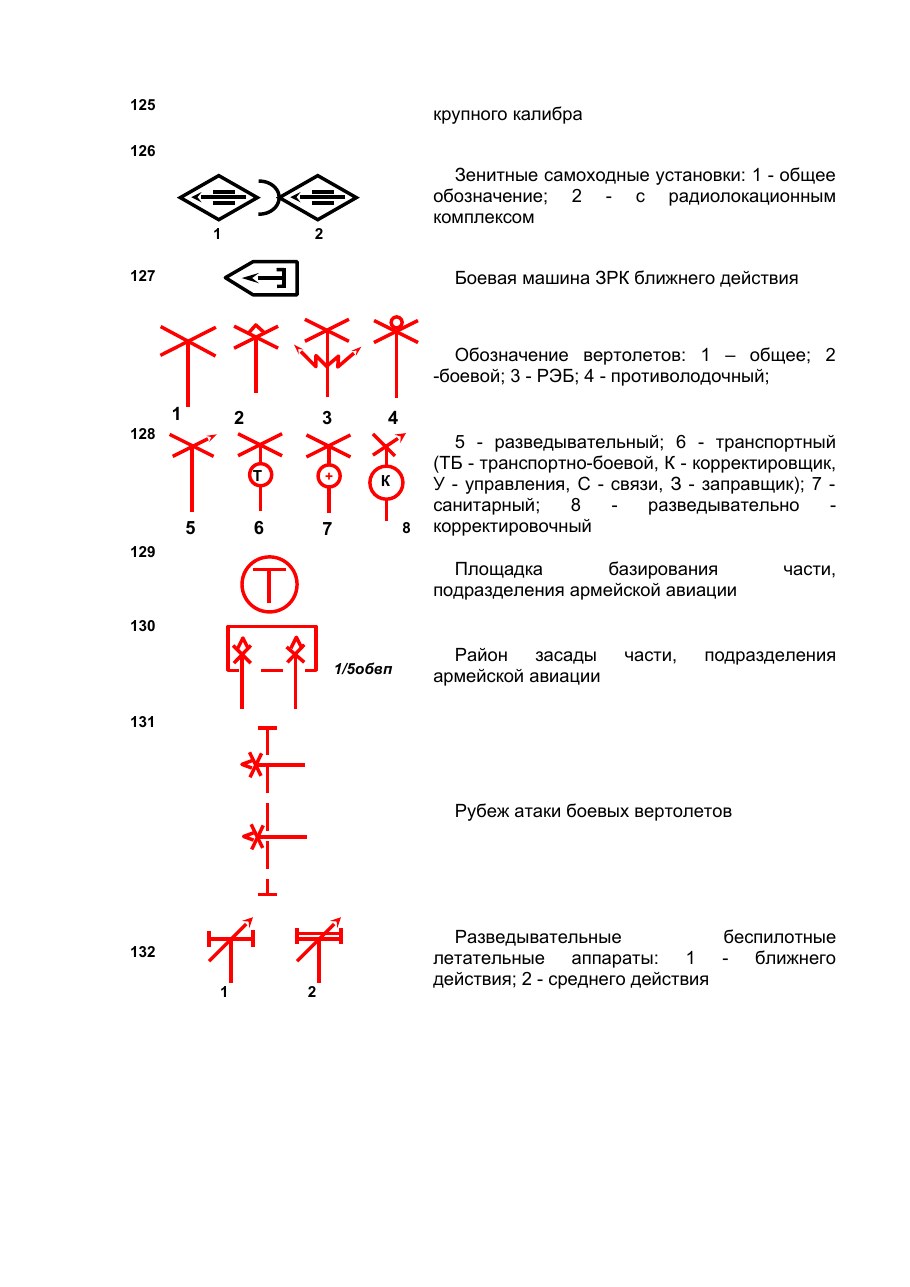 125
крупного калибра
126
Зенитные самоходные установки: 1 - общее
обозначение; 2 - с радиолокационным
комплексом
1 2
127
Боевая машина ЗРК ближнего действия
Обозначение вертолетов: 1 – общее; 2
-боевой; 3 - РЭБ; 4 - противолодочный;
1 2 3 4
128
5 - разведывательный; 6 - транспортный
(ТБ - транспортно-боевой, К - корректировщик,
У - управления, С - связи, З - заправщик); 7 -
санитарный; 8 - разведывательно -
корректировочный
Т + К
5 6 7 8
129
Площадка базирования части,
подразделения армейской авиации
Т
130
Район засады части, подразделения
армейской авиации
1/5обвп
131
Рубеж атаки боевых вертолетов
132
Разведывательные беспилотные
летательные аппараты: 1 - ближнего
действия; 2 - среднего действия
1 2